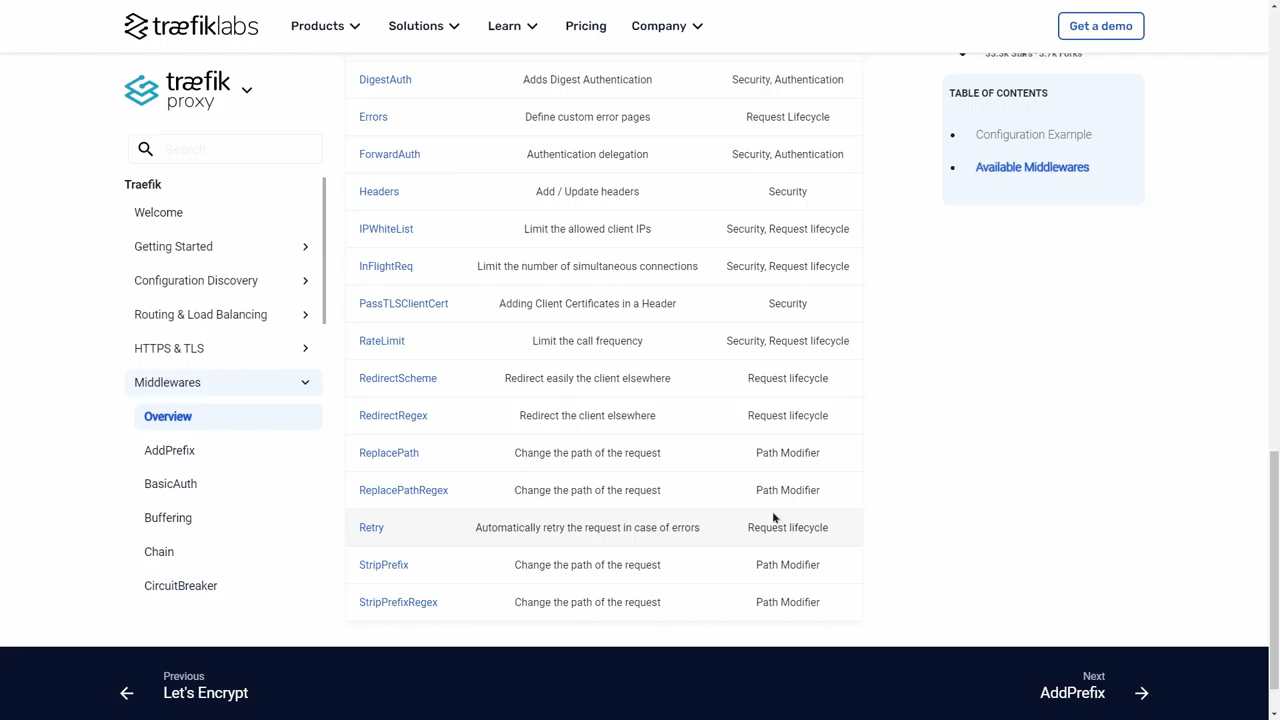 træfiklabs
Products
Solutions
Learn
Pricing
Company
Get a demo
træfik
proxy
Search
Traefik
Welcome
Getting Started
Configuration Discovery
Routing & Load Balancing
HTTPS & TLS
Middlewares
Overview
AddPrefix
BasicAuth
Buffering
Chain
CircuitBreaker
DigestAuth Adds Digest Authentication Security, Authentication
Errors Define custom error pages Request Lifecycle
ForwardAuth Authentication delegation Security, Authentication
Headers Add / Update headers Security
IPWhiteList Limit the allowed client IPs Security, Request lifecycle
InFlightReq Limit the number of simultaneous connections Security, Request lifecycle
PassTLSClientCert Adding Client Certificates in a Header Security
RateLimit Limit the call frequency Security, Request lifecycle
RedirectScheme Redirect easily the client elsewhere Request lifecycle
RedirectRegex Redirect the client elsewhere Request lifecycle
ReplacePath Change the path of the request Path Modifier
ReplacePathRegex Change the path of the request Path Modifier
Retry Automatically retry the request in case of errors Request lifecycle
StripPrefix Change the path of the request Path Modifier
StripPrefixRegex Change the path of the request Path Modifier
TABLE OF CONTENTS
Configuration Example
Available Middlewares
Previous
Let's Encrypt
Next
AddPrefix